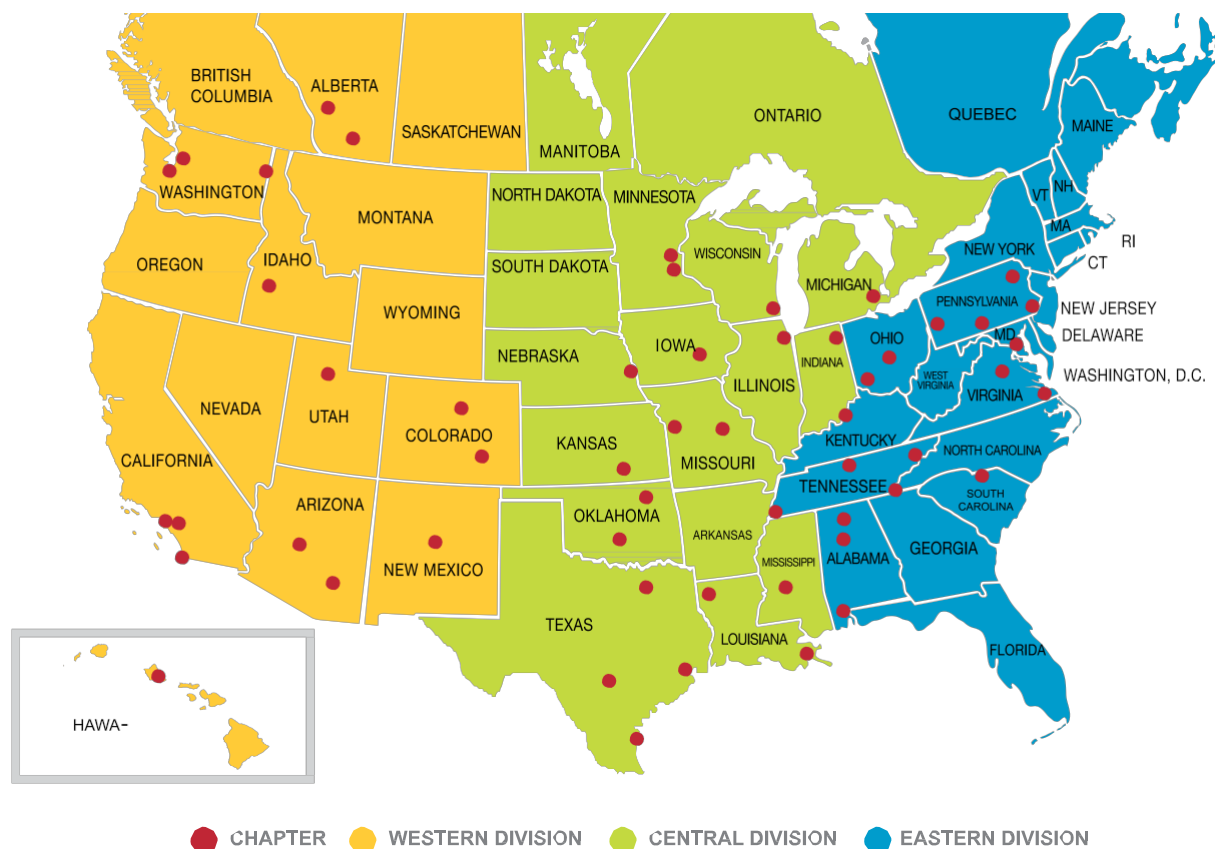 BRITISH
COLUMBIA
ALBERTA
SASKATCHEWAN
MANITOBA
ONTARIO
QUEBEC
MAINE
WASHINGTON
MONTANA
NORTH DAKOTA
MINNESOTA
VT
NH
MA
RI
CT
NEW YORK
OREGON
IDAHO
SOUTH DAKOTA
WISCONSIN
MICHIGAN
PENNSYLVANIA
NEW JERSEY
DELAWARE
WYOMING
NEBRASKA
IOWA
OHIO
MD
WASHINGTON, D.C.
ILLINOIS
INDIANA
WEST
VIRGINIA
VIRGINIA
NEVADA
UTAH
COLORADO
KANSAS
MISSOURI
KENTUCKY
NORTH CAROLINA
CALIFORNIA
TENNESSEE
SOUTH
CAROLINA
ARIZONA
NEW MEXICO
OKLAHOMA
ARKANSAS
MISSISSIPPI
ALABAMA
GEORGIA
TEXAS
LOUISIANA
FLORIDA
HAWA-
CHAPTER
WESTERN DIVISION
CENTRAL DIVISION
EASTERN DIVISION